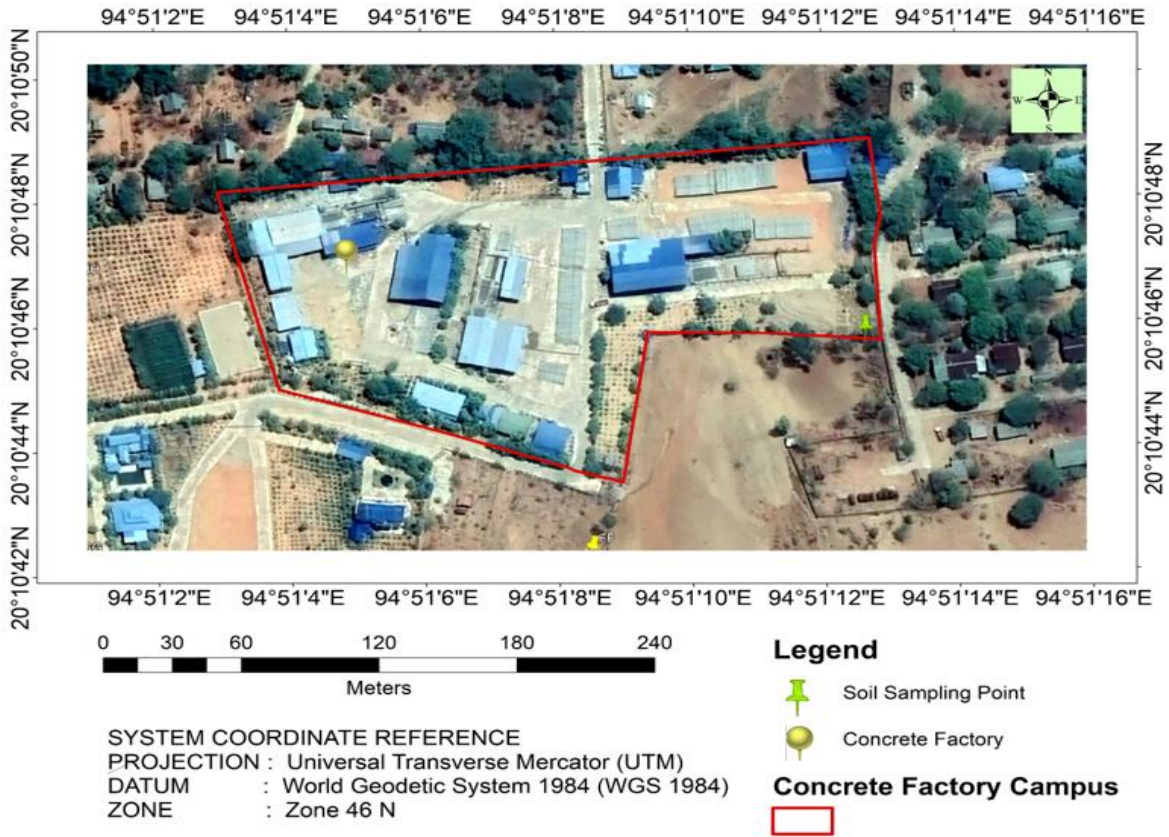 94°51'2"E 94°51'4"E 94°51'6"E 94°51'8"E 94°51'10"E 94°51'12"E 94°51'14"E 94°51'16"E
20°10'50"N
20°10'48"N 20°10'48"N
20°10'46"N 20°10'46"N
20°10'44"N 20°10'44"N
20°10'42"N
N
W
S
94°51'2"E 94°51'4"E 94°51'6"E 94°51'8"E 94°51'10"E 94°51'12"E 94°51'14"E 94°51'16"E
0 30 60 120 180 240
Meters
SYSTEM COORDINATE REFERENCE
PROJECTION : Universal Transverse Mercator (UTM)
DATUM : World Geodetic System 1984 (WGS 1984)
ZONE : Zone 46 N
Legend
Soil Sampling Point
Concrete Factory
Concrete Factory Campus